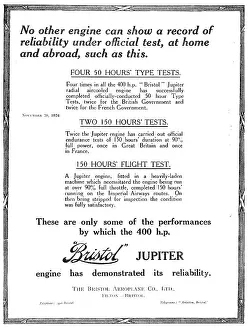 No other engine can show a record of
reliability under official test, at home
and abroad, such as this.
FOUR 50 HOURS' TYPE TESTS.
Four times in all the 400 h.p. "Bristol" Jupiter
radial aircooled engine has successfully
completed officially-conducted 50 hour Type
Tests, twice for the British Government and
twice for the French Government.
TWO 150 HOURS' TESTS.
Twice the Jupiter engine has carried out official
endurance tests of 150 hours' duration at 90%
full power, once in Great Britain and once
in France.
150 HOURS' FLIGHT TEST.
A Jupiter engine, fitted in a heavily-laden
machine which necessitated the engine being run
at over 90% full throttle, completed 150 hours'
running on the Imperial Airways routes. On
then being stripped for inspection the condition
was fully satisfactory.
These are only some of the performances
by which the 400 h.p.
"Bristol" JUPITER
engine has demonstrated its reliability.
THE BRISTOL AEROPLANE CO., LTD.,
FILTON - BRISTOL.